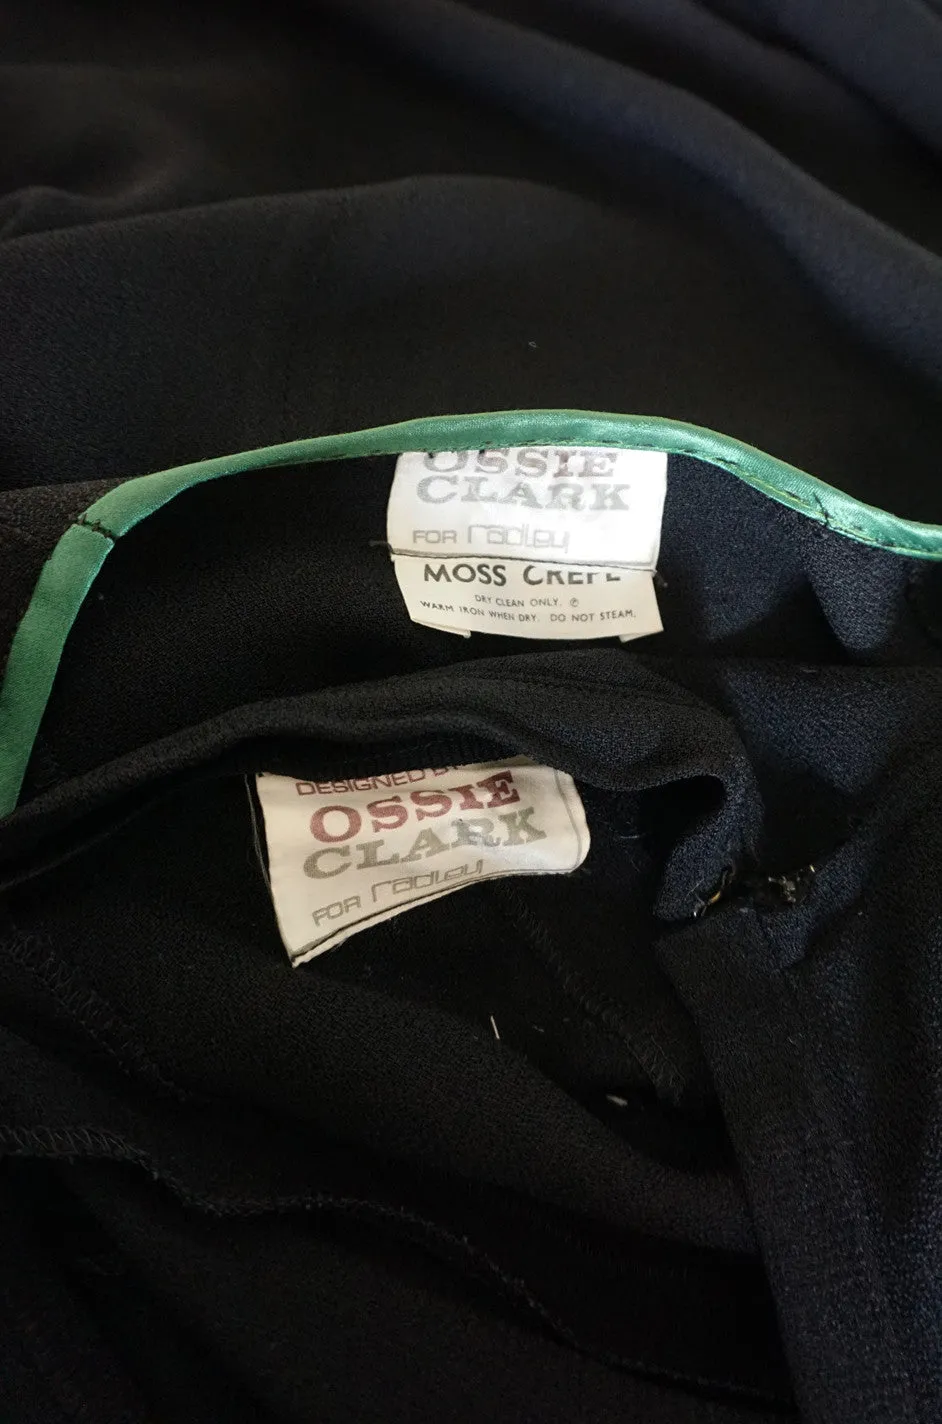 OSSIE
CLARK
FOR radley
MOSS CREPE
DRY CLEAN ONLY. Ⓟ
WARM IRON WHEN DRY. DO NOT STEAM.
DESIGNED B
OSSIE
CLARK
FOR radley